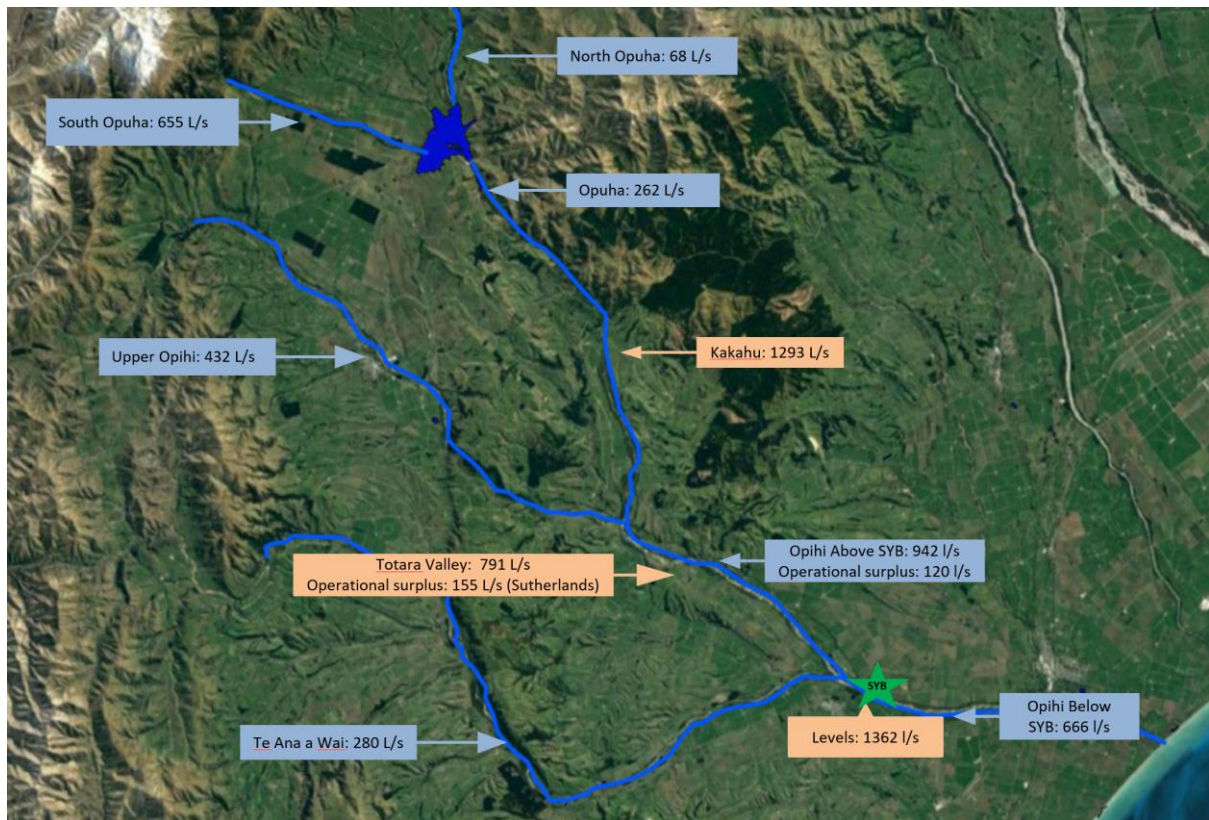 North Opuha: 68 L/s
South Opuha: 655 L/s
Opuha: 262 L/s
Upper Opihi: 432 L/s
Kakahu: 1293 L/s
Totara Valley:  791 L/s
Operational surplus: 155 L/s (Sutherlands)
Opihi Above SYB: 942 l/s
Operational surplus: 120 l/s
SYB
Opihi Below
SYB: 666 l/s
Te Ana a Wai: 280 L/s
Levels: 1362 l/s